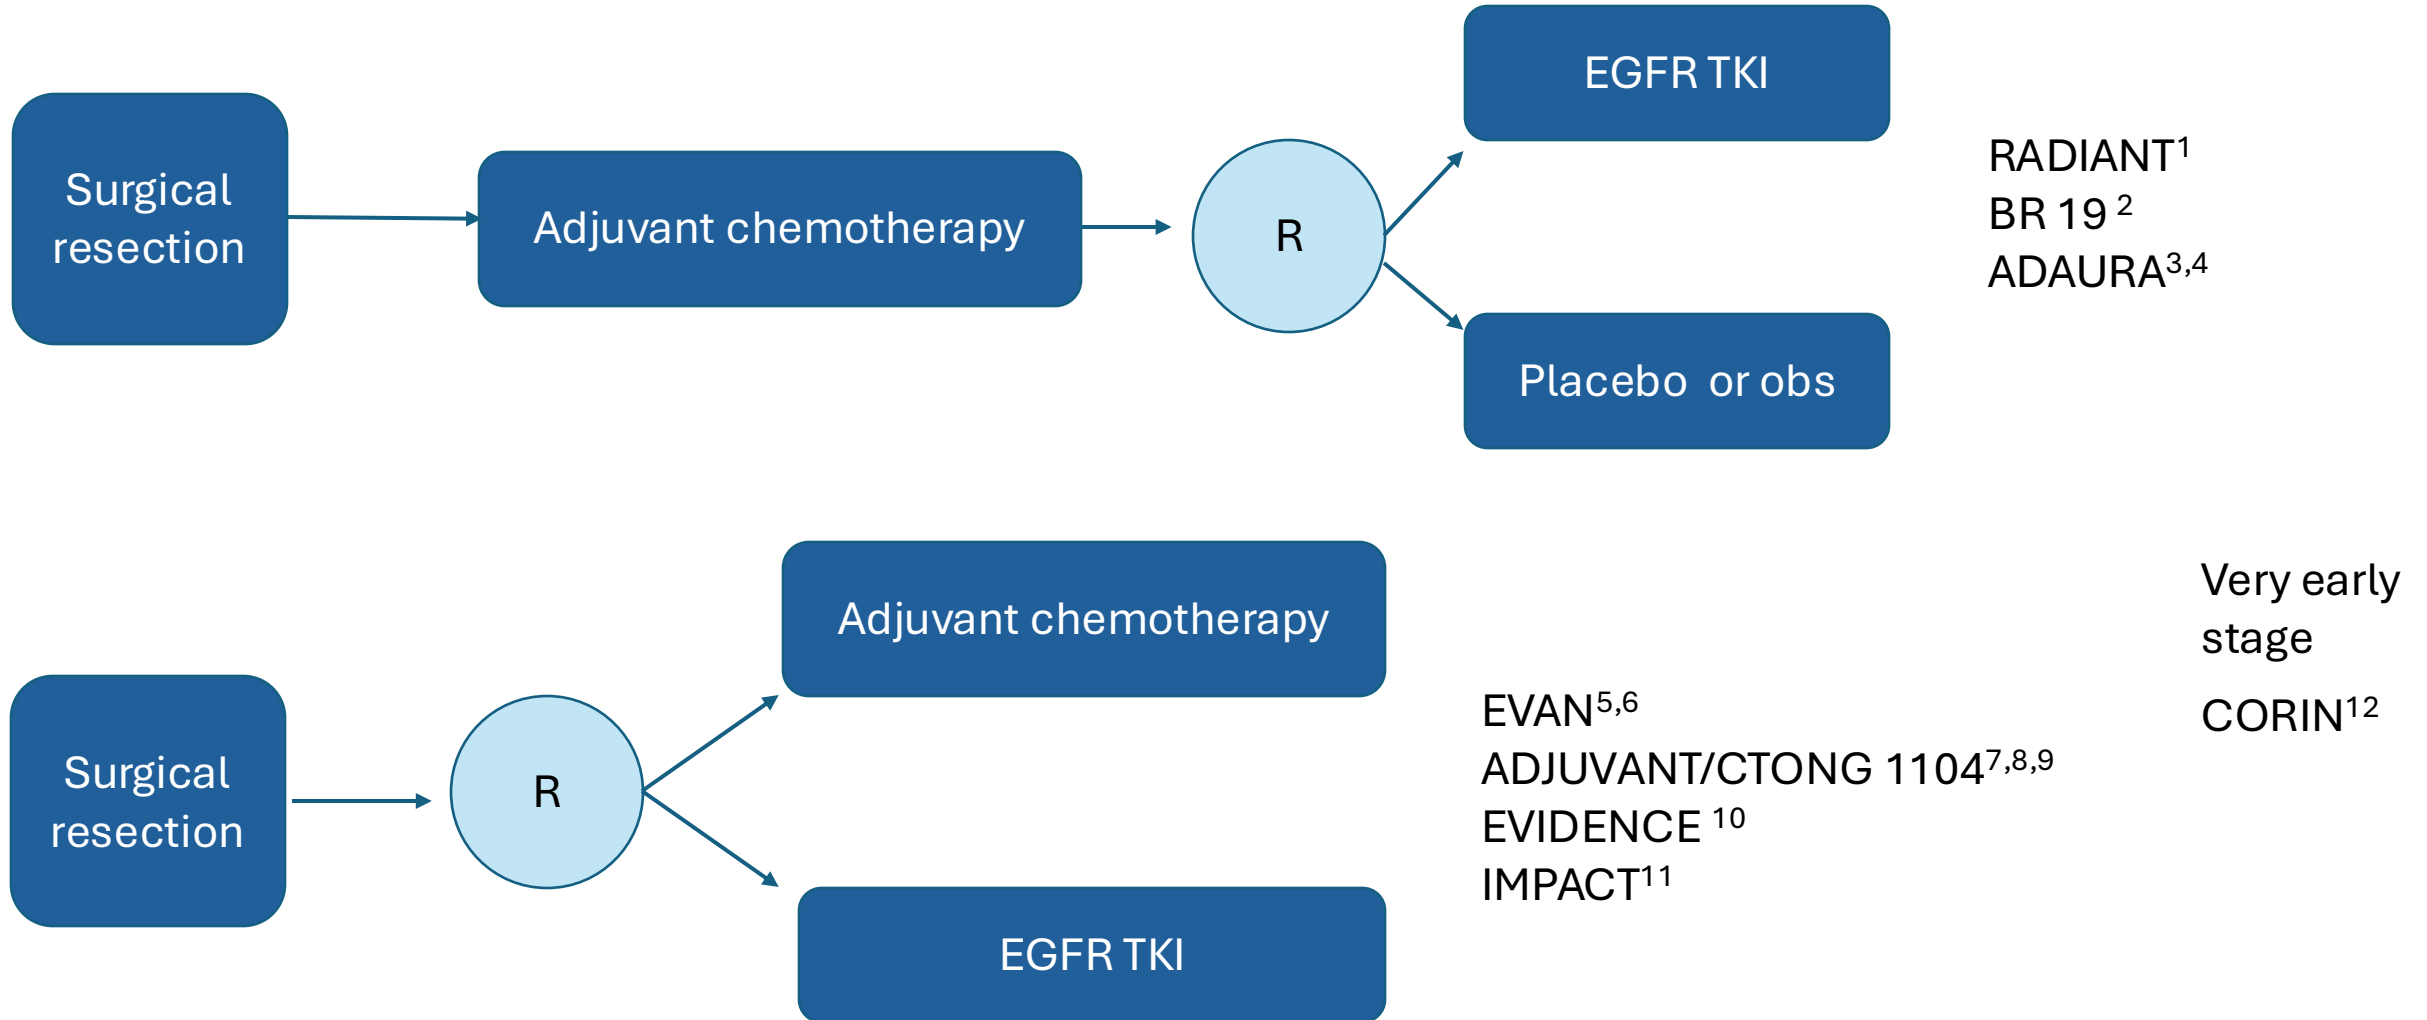 Surgical
resection
Adjuvant chemotherapy
R
EGFR TKI
Placebo or obs
RADIANT¹
BR 19 ²
ADAURA³,⁴
Surgical
resection
R
Adjuvant chemotherapy
EGFR TKI
EVAN⁵,⁶
ADJUVANT/CTONG 1104⁷,⁸,⁹
EVIDENCE ¹⁰
IMPACT¹¹
Very early
stage
CORIN¹²